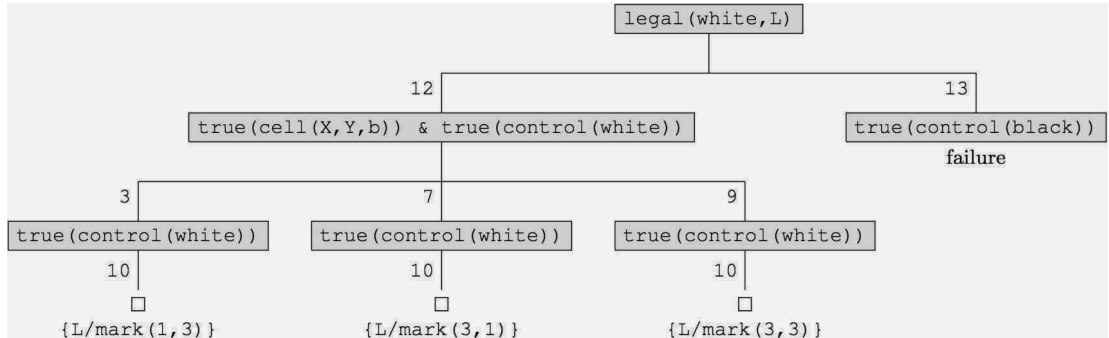 legal(white,L)
12 13
true(cell(X,Y,b)) & true(control(white)) true(control(black))
failure
3 7 9
true(control(white)) true(control(white)) true(control(white))
10 10 10
{L/mark(1,3)} {L/mark(3,1)} {L/mark(3,3)}